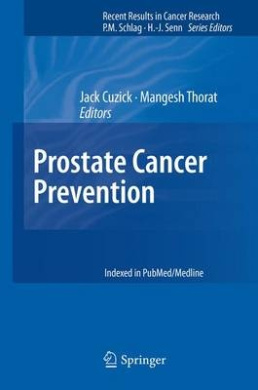 Recent Results in Cancer Research
P.M. Schlag · H.-J. Senn Series Editors
Jack Cuzick · Mangesh Thorat
Editors
Prostate Cancer
Prevention
Indexed in PubMed/Medline
Springer